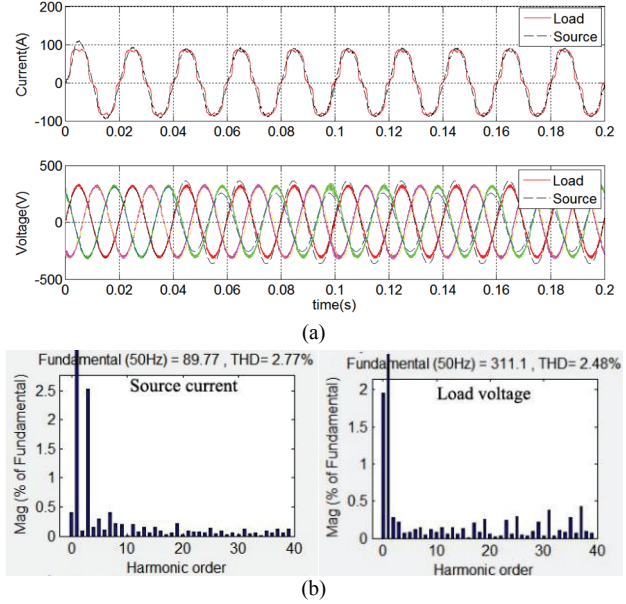 200
100
0
-100
Current(A)
Load
Source
0 0.02 0.04 0.06 0.08 0.1 0.12 0.14 0.16 0.18 0.2
500
0
-500
Voltage(V)
Load
Source
0 0.02 0.04 0.06 0.08 0.1 0.12 0.14 0.16 0.18 0.2
time(s)
(a)
Fundamental (50Hz) = 89.77 , THD= 2.77%
Source current
2.5
2
1.5
1
0.5
0
Mag (% of Fundamental)
0 10 20 30 40
Harmonic order
Fundamental (50Hz) = 311.1 , THD= 2.48%
Load voltage
2
1.5
1
0.5
0
Mag (% of Fundamental)
0 10 20 30 40
Harmonic order
(b)